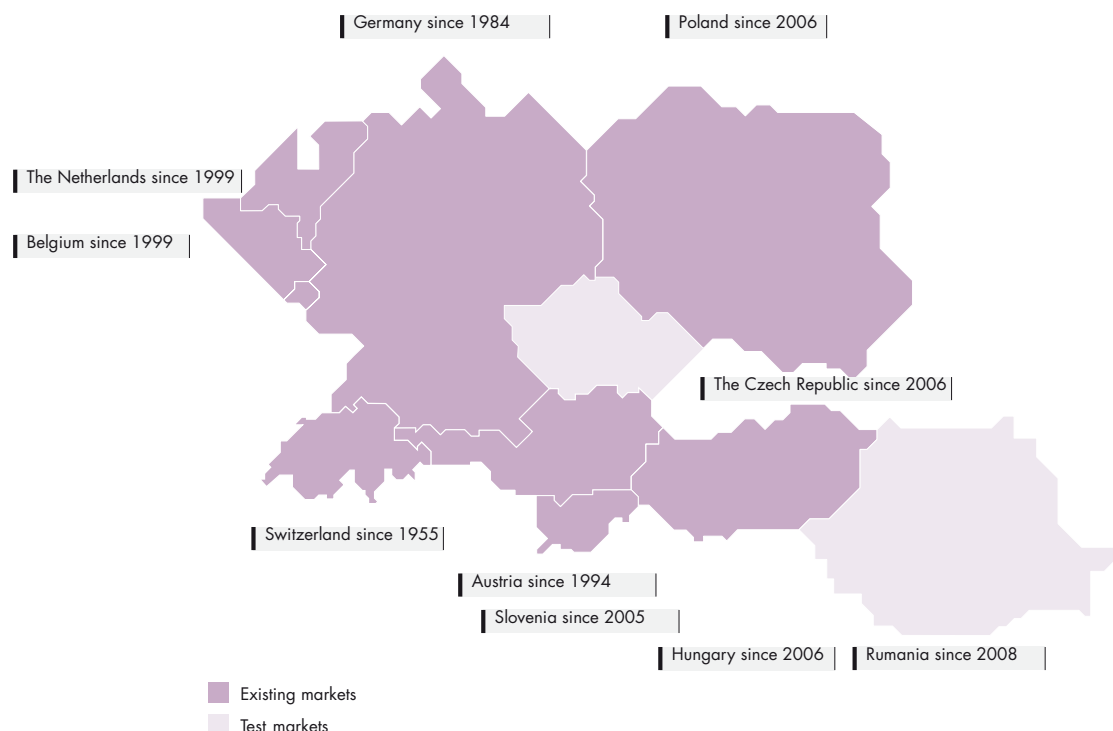 Germany since 1984
Poland since 2006
The Netherlands since 1999
Belgium since 1999
The Czech Republic since 2006
Switzerland since 1955
Austria since 1994
Slovenia since 2005
Hungary since 2006
Rumania since 2008
Existing markets
Test markets